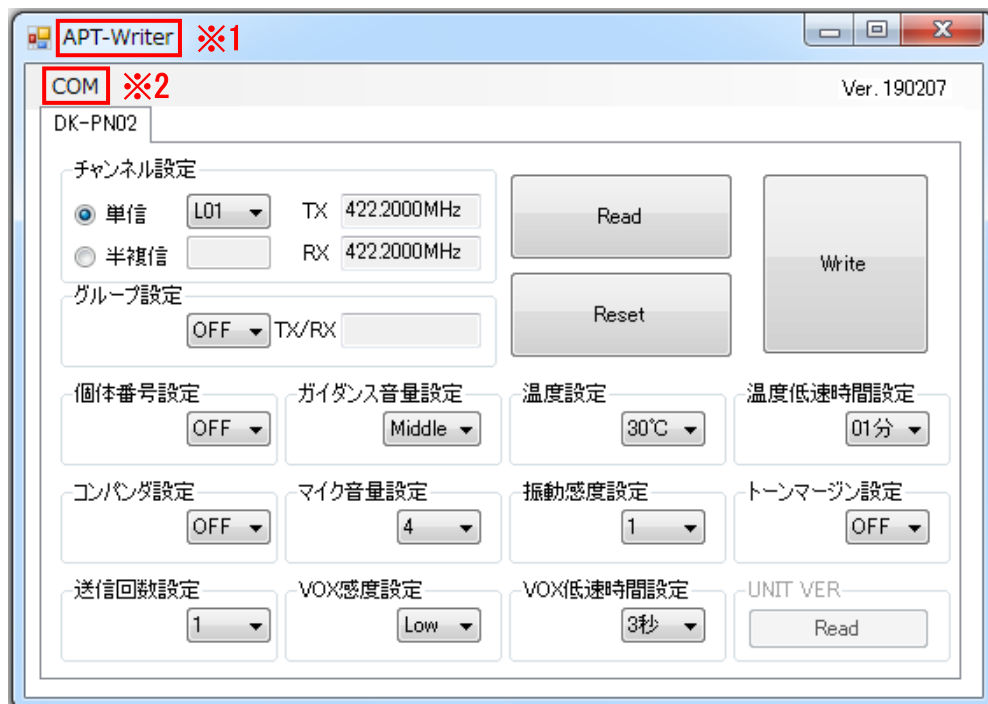 APT-Writer ※1
COM ※2 Ver. 190207
DK-PN02
チャンネル設定
単信 L01 TX 422.2000MHz
半複信 RX 422.2000MHz
Read
Reset
Write
グループ設定
OFF TX/RX
個体番号設定 ガイダンス音量設定 温度設定 温度低速時間設定
OFF Middle 30℃ 01分
コンパンダ設定 マイク音量設定 振動感度設定 トーンマージン設定
OFF 4 1 OFF
送信回数設定 VOX感度設定 VOX低速時間設定 UNIT VER
1 Low 3秒 Read